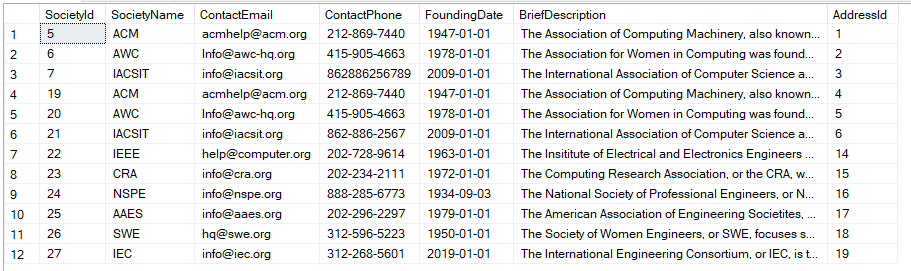 SocietyId SocietyName ContactEmail ContactPhone FoundingDate BriefDescription AddressId
1 5 ACM acmhelp@acm.org 212-869-7440 1947-01-01 The Association of Computing Machinery, also known... 1
2 6 AWC Info@awc-hq.org 415-905-4663 1978-01-01 The Association for Women in Computing was found... 2
3 7 IACSIT info@iacsit.org 862886256789 2009-01-01 The International Association of Computer Science a... 3
4 19 ACM acmhelp@acm.org 212-869-7440 1947-01-01 The Association of Computing Machinery, also known... 4
5 20 AWC Info@awc-hq.org 415-905-4663 1978-01-01 The Association for Women in Computing was found... 5
6 21 IACSIT info@iacsit.org 862-886-2567 2009-01-01 The International Association of Computer Science a... 6
7 22 IEEE help@computer.org 202-728-9614 1963-01-01 The Insititute of Electrical and Electronics Engineers ... 14
8 23 CRA info@cra.org 202-234-2111 1972-01-01 The Computing Research Association, or the CRA, w... 15
9 24 NSPE info@nspe.org 888-285-6773 1934-09-03 The National Society of Professional Engineers, or N... 16
10 25 AAES info@aaes.org 202-296-2297 1979-01-01 The American Association of Engineering Societites, ... 17
11 26 SWE hq@swe.org 312-596-5223 1950-01-01 The Society of Women Engineers, or SWE, focuses s... 18
12 27 IEC info@iec.org 312-268-5601 2019-01-01 The International Engineering Consortium, or IEC, is t... 19